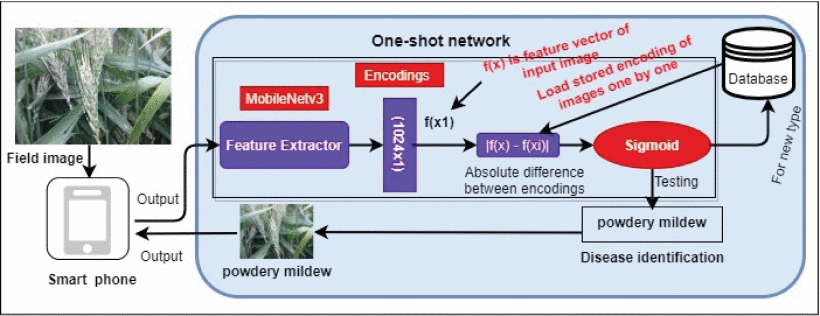 One-shot network
f(x) is feature vector of
input image
Load stored encoding of
images one by one
Encodings
MobileNetv3
f(x1)
Database
Feature Extractor
(1024x1)
|f(x) - f(xi)|
Sigmoid
For new type
Field image
Absolute difference
between encodings
Testing
Output
powdery mildew
Output
Disease identification
powdery mildew
Smart phone